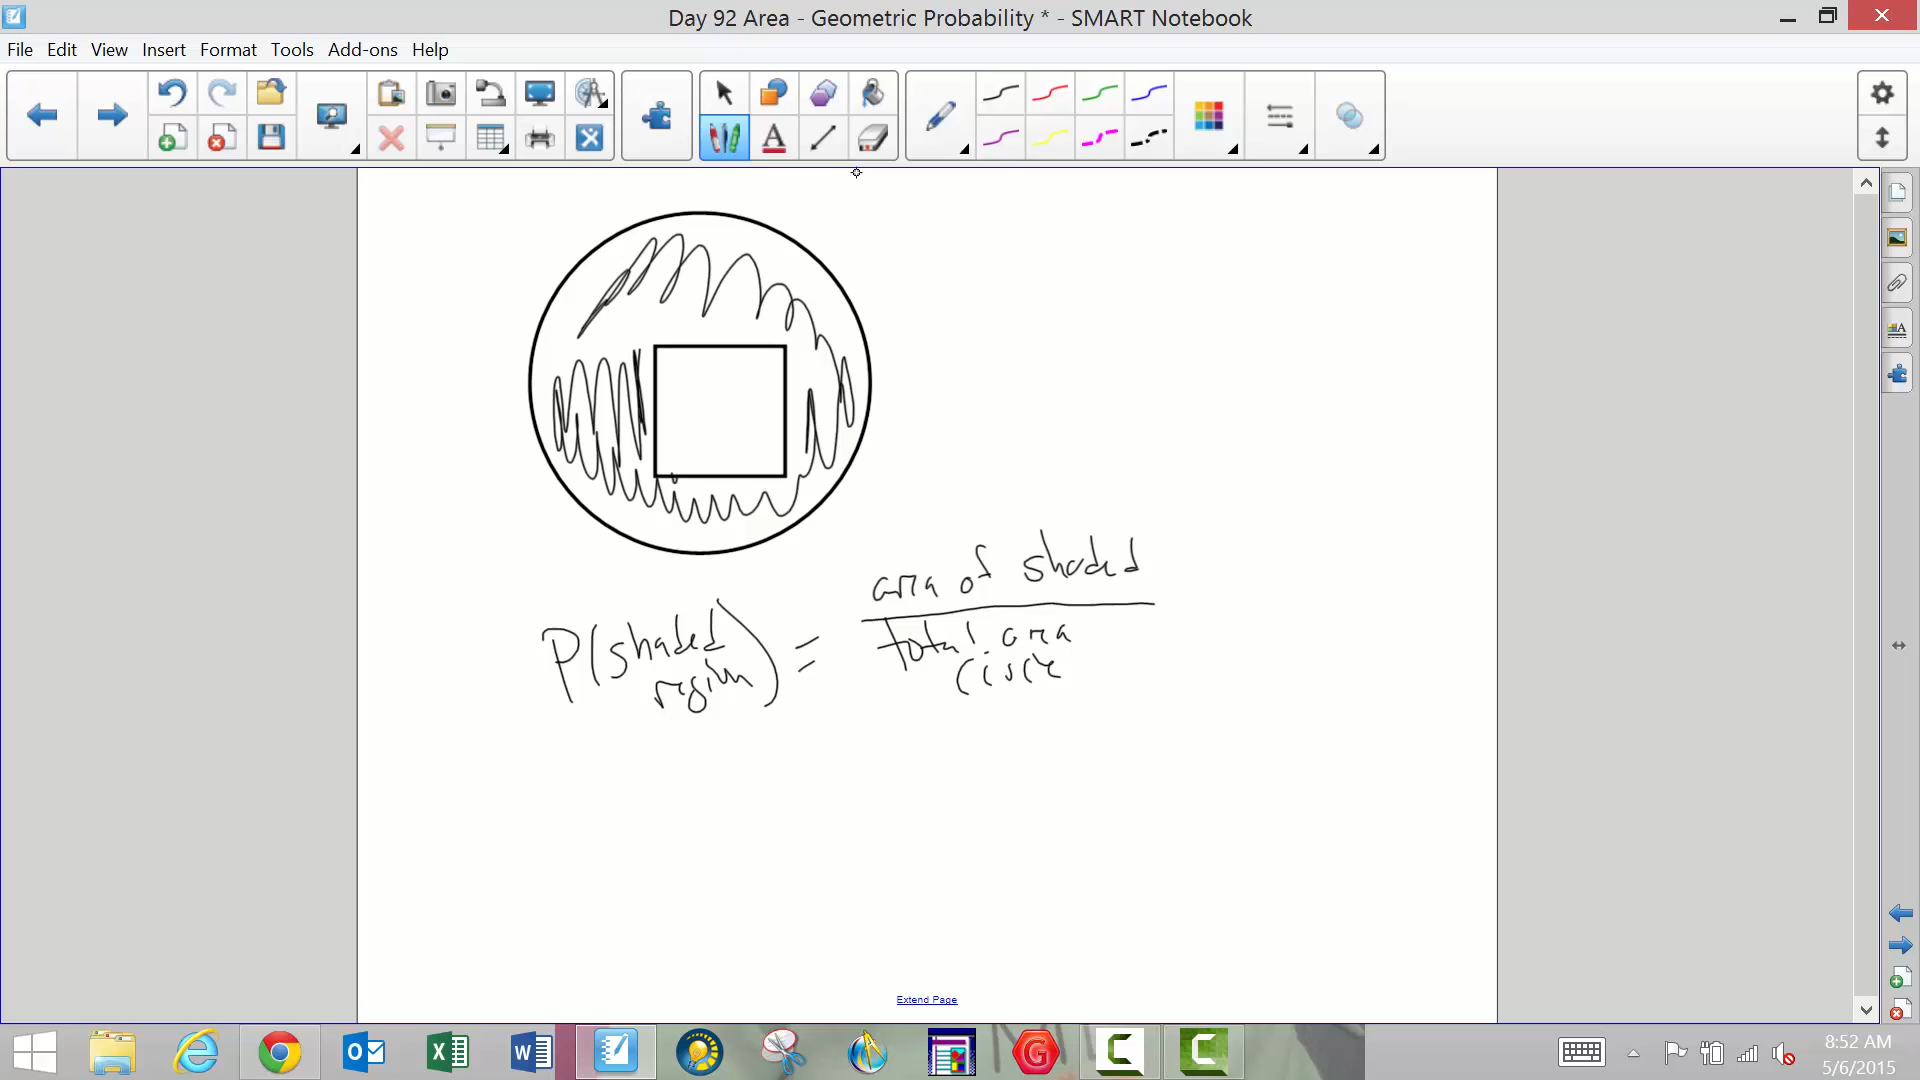 Day 92 Area - Geometric Probability * - SMART Notebook
File Edit View Insert Format Tools Add-ons Help
P(shaded region) =
area of shaded
total area
circle
Extend Page
8:52 AM
5/6/2015